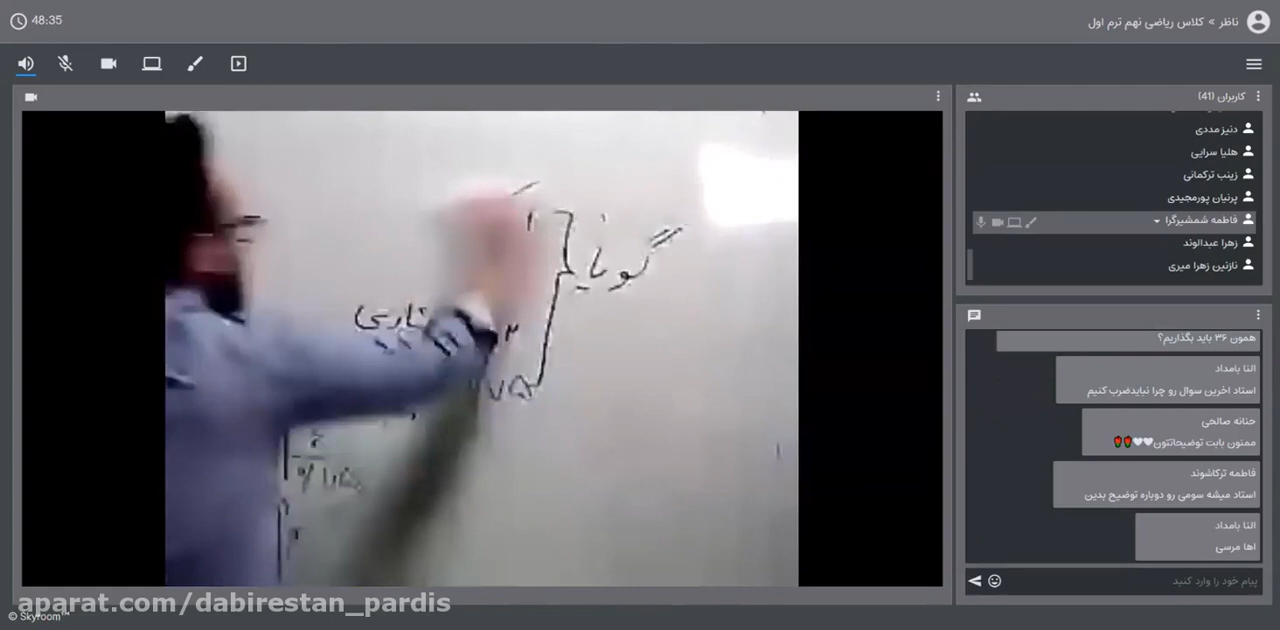 48:35
ناظر » کلاس ریاضی نهم ترم اول
کاربران (41)
دنیز مددی
هلیا سرایی
زینب ترکمانی
پرنیان پورمجیدی
فاطمه شمشیرگرا
زهرا عبدالوند
نازنین زهرا میری
گویا
همون ۳۶ باید بگذاریم؟
النا بامداد
استاد اخرین سوال رو چرا نبایدضرب کنیم
حنانه صالحی
ممنون بابت توضیحاتتون🤍🤍🌹🌹
فاطمه ترکاشوند
استاد میشه سومی رو دوباره توضیح بدین
النا بامداد
اها مرسی
پیام خود را وارد کنید
aparat.com/dabirestan_pardis
© Skyroom™